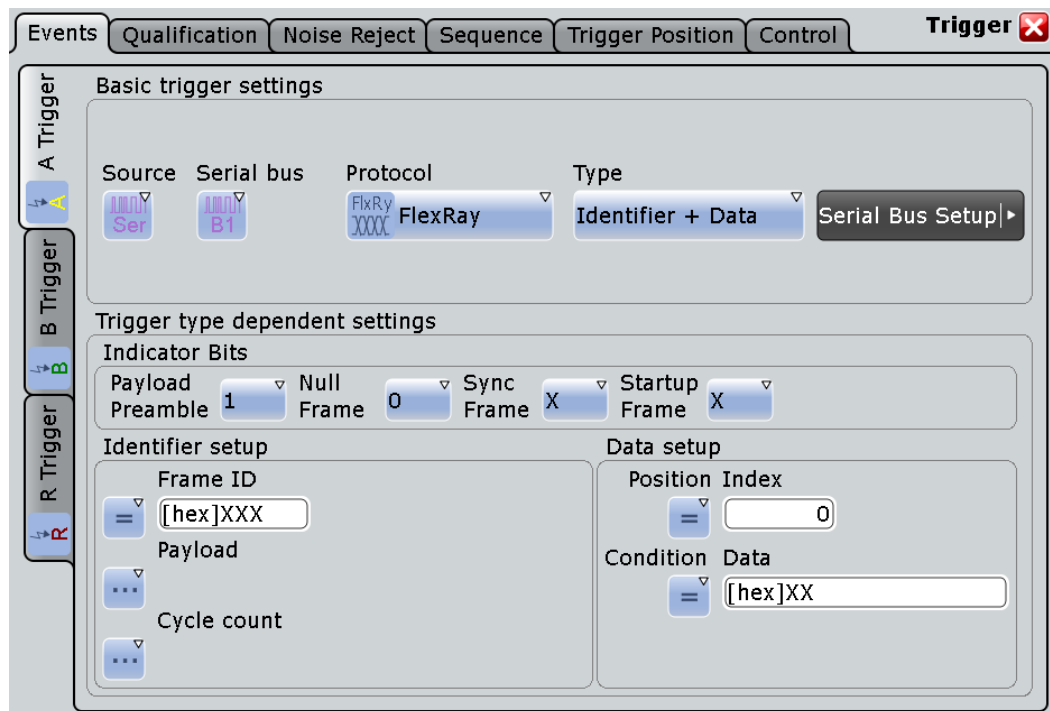 Events Qualification Noise Reject Sequence Trigger Position Control Trigger
A Trigger
A
B Trigger
B
R Trigger
R
Basic trigger settings
Source Serial bus Protocol Type
Ser B1 FlxRy XXXX FlexRay Identifier + Data Serial Bus Setup
Trigger type dependent settings
Indicator Bits
Payload Preamble 1 Null Frame 0 Sync Frame X Startup Frame X
Identifier setup
Frame ID
= [hex]XXX
Payload
...
Cycle count
...
Data setup
Position Index
= 0
Condition Data
= [hex]XX